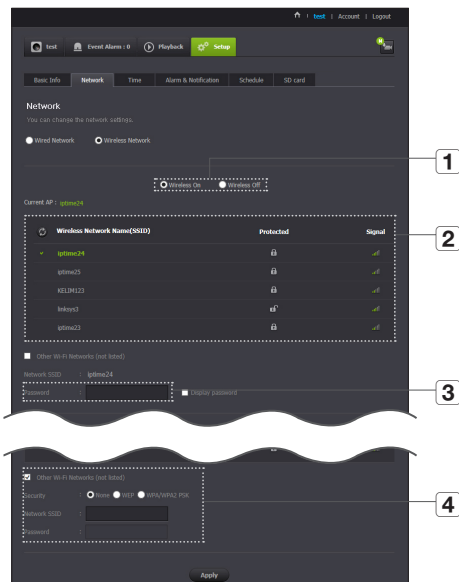 test | Account | Logout
test Event Alarm : 0 Playback Setup
Basic Info Network Time Alarm & Notification Schedule SD card
Network
You can change the network settings.
Wired Network Wireless Network
1
Wireless On Wireless Off
Current AP : iptime24
2
Wireless Network Name(SSID) Protected Signal
iptime24
iptime25
KELIM123
linksys3
iptime23
Other Wi-Fi Networks (not listed)
Network SSID : iptime24
Password : Display password
3
Other Wi-Fi Networks (not listed)
Security : None WEP WPA/WPA2 PSK
4
Network SSID :
Password :
Apply